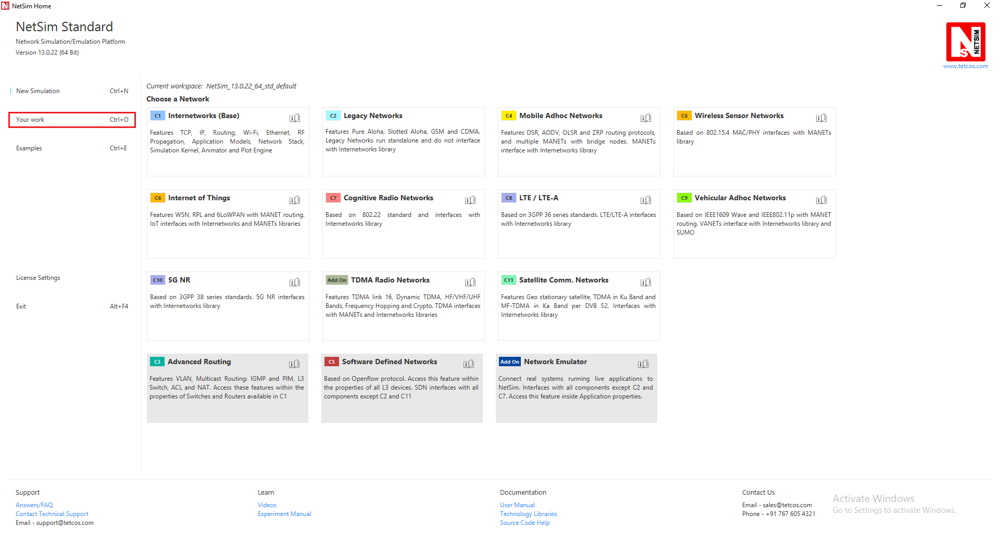 NetSim Home
NetSim Standard
Network Simulation/Emulation Platform
Version 13.0.22 (64 Bit)
NS NETSIM
www.tetcos.com
New Simulation Ctrl+N
Your work Ctrl+O
Examples Ctrl+E
License Settings
Exit Alt+F4
Current workspace: NetSim_13.0.22_64_std_default
Choose a Network
C1 Internetworks (Base)
Features TCP, IP, Routing, Wi-Fi, Ethernet, RF
Propagation, Application Models, Network Stack,
Simulation Kernel, Animator and Plot Engine
C2 Legacy Networks
Features Pure Aloha, Slotted Aloha, GSM and CDMA.
Legacy Networks run standalone and do not interface
with Internetworks library
C4 Mobile Adhoc Networks
Features DSR, AODV, OLSR and ZRP routing protocols,
and multiple MANETs with bridge nodes. MANETs
interface with Internetworks library
C6 Wireless Sensor Networks
Based on 802.15.4 MAC/PHY interfaces with MANETs
library
C6 Internet of Things
Features WSN, RPL and 6LoWPAN with MANET routing.
IoT interfaces with Internetworks and MANETs libraries
C7 Cognitive Radio Networks
Based on 802.22 standard and interfaces with
Internetworks library
C8 LTE / LTE-A
Based on 3GPP 36 series standards. LTE/LTE-A interfaces
with Internetworks library
C9 Vehicular Adhoc Networks
Based on IEEE1609 Wave and IEEE802.11p with MANET
routing. VANETs interface with Internetworks library and
SUMO
C10 5G NR
Based on 3GPP 38 series standards. 5G NR interfaces
with Internetworks library
Add On TDMA Radio Networks
Features TDMA link 16, Dynamic TDMA, HF/VHF/UHF
Bands, Frequency Hopping and Crypto. TDMA interfaces
with MANETs and Internetworks libraries
C11 Satellite Comm. Networks
Features Geo stationary satellite, TDMA in Ku Band and
MF-TDMA in Ka Band per DVB S2. Interfaces with
Internetworks library
C3 Advanced Routing
Features VLAN, Multicast Routing: IGMP and PIM, L3
Switch, ACL and NAT. Access these features within the
properties of Switches and Routers available in C1
C5 Software Defined Networks
Based on Openflow protocol. Access this feature within
the properties of all L3 devices. SDN interfaces with all
components except C2 and C11
Add On Network Emulator
Connect real systems running live applications to
NetSim. Interfaces with all components except C2 and
C7. Access this feature inside Application properties.
Support
Answers/FAQ
Contact Technical Support
Email - support@tetcos.com
Learn
Videos
Experiment Manual
Documentation
User Manual
Technology Libraries
Source Code Help
Contact Us
Email - sales@tetcos.com
Phone - +91 767 605 4321
Activate Windows
Go to Settings to activate Windows.